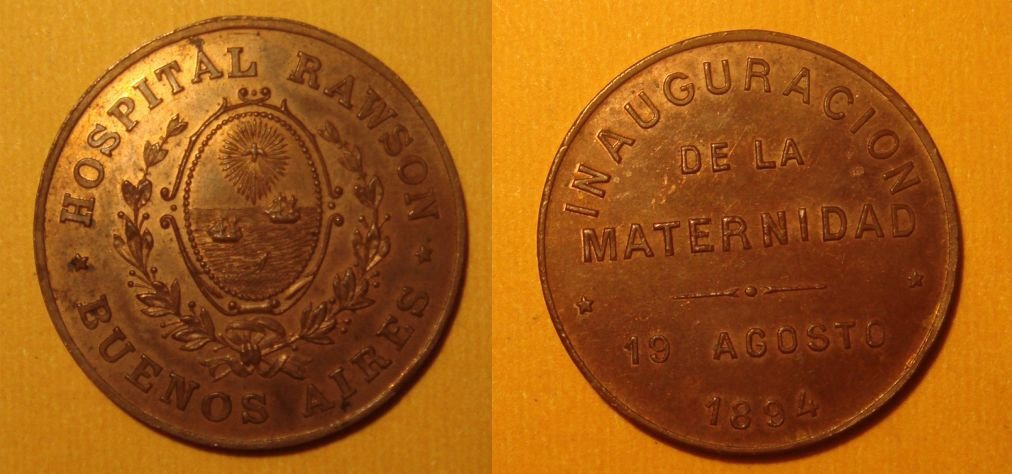 HOSPITAL RAWSON
BUENOS AIRES
INAUGURACION
DE LA
MATERNIDAD
19 AGOSTO
1894